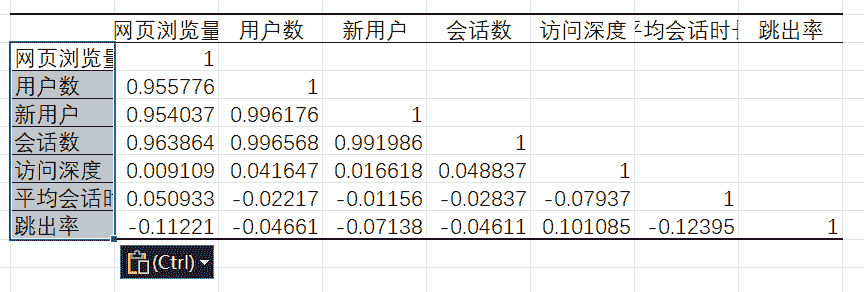 网页浏览量 用户数 新用户 会话数 访问深度 平均会话时长 跳出率
网页浏览量 1
用户数 0.955776 1
新用户 0.954037 0.996176 1
会话数 0.963864 0.996568 0.991986 1
访问深度 0.009109 0.041647 0.016618 0.048837 1
平均会话时 0.050933 -0.02217 -0.01156 -0.02837 -0.07937 1
跳出率 -0.11221 -0.04661 -0.07138 -0.04611 0.101085 -0.12395 1
(Ctrl)